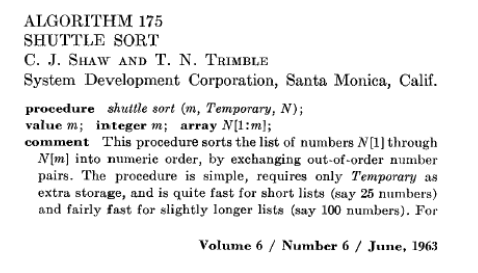 ALGORITHM 175
SHUTTLE SORT
C. J. SHAW AND T. N. TRIMBLE
System Development Corporation, Santa Monica, Calif.
procedure shuttle sort (m, Temporary, N);
value m; integer m; array N[1:m];
comment This procedure sorts the list of numbers N[1] through
N[m] into numeric order, by exchanging out-of-order number
pairs. The procedure is simple, requires only Temporary as
extra storage, and is quite fast for short lists (say 25 numbers)
and fairly fast for slightly longer lists (say 100 numbers). For
Volume 6 / Number 6 / June, 1963